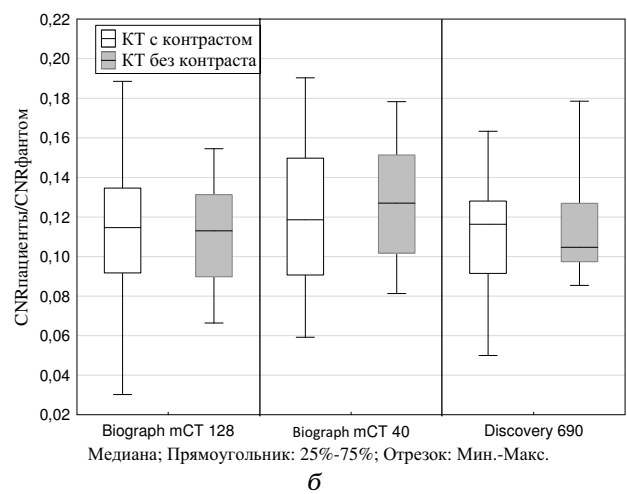 0,22
КТ с контрастом
КТ без контраста
0,20
0,18
0,16
0,14
0,12
0,10
0,08
0,06
0,04
0,02
CNRпациенты/CNRфантом
Biograph mCT 128
Biograph mCT 40
Discovery 690
Медиана; Прямоугольник: 25%-75%; Отрезок: Мин.-Макс.
б